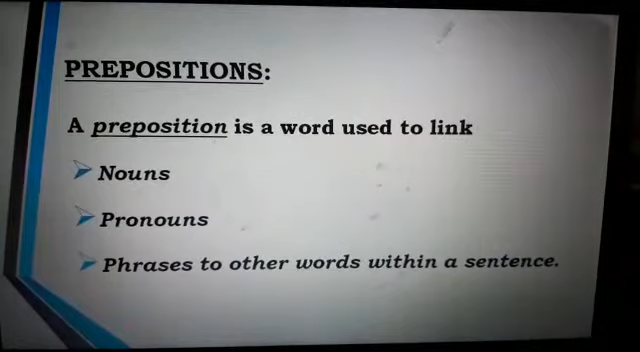 PREPOSITIONS:
A preposition is a word used to link
Nouns
Pronouns
Phrases to other words within a sentence.